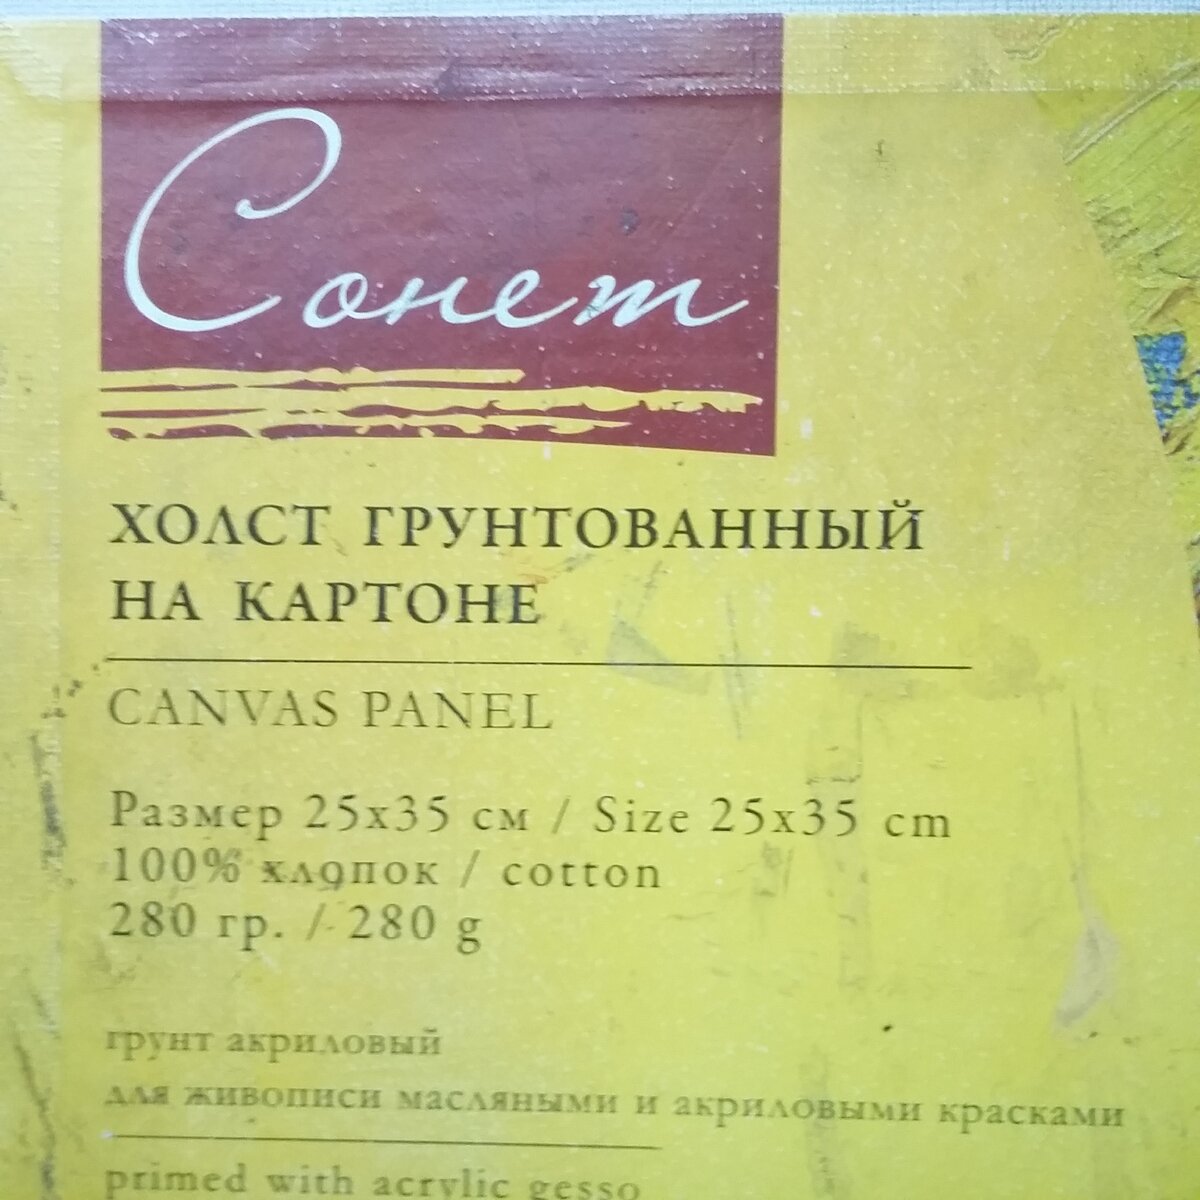 Сонет
ХОЛСТ ГРУНТОВАННЫЙ
НА КАРТОНЕ
CANVAS PANEL
Размер 25х35 см / Size 25x35 cm
100% хлопок / cotton
280 гр. / 280 g
грунт акриловый
для живописи масляными и акриловыми красками
primed with acrylic gesso